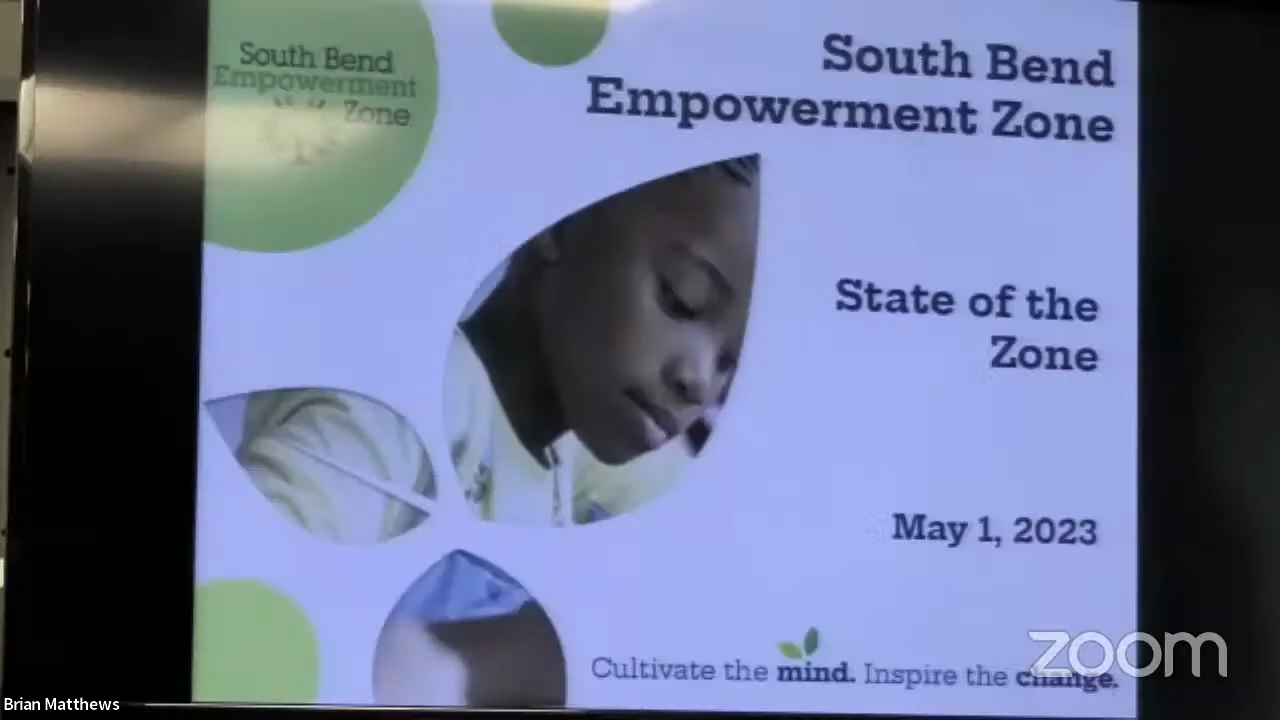 South Bend
Empowerment
Zone
South Bend
Empowerment Zone
State of the
Zone
May 1, 2023
Cultivate the mind. Inspire the change.
zoom
Brian Matthews